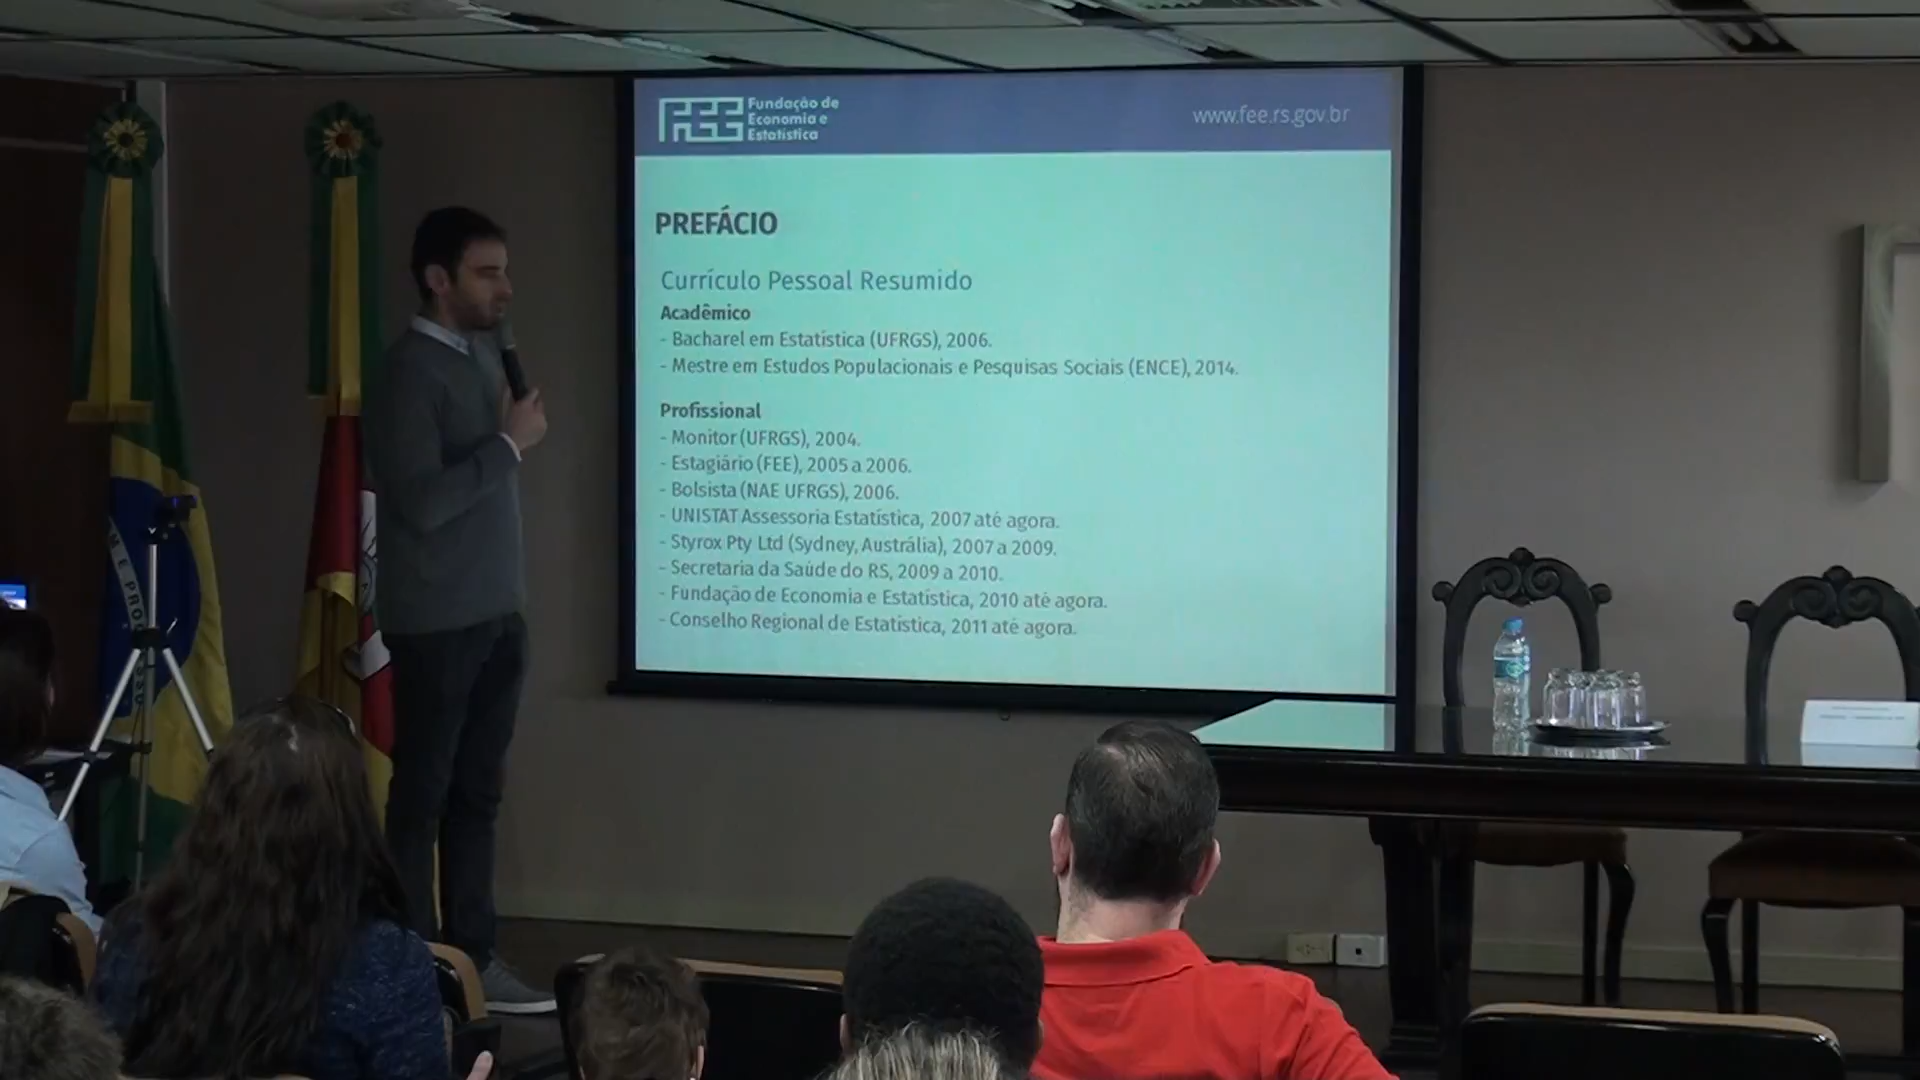 FEE
Fundação de
Economia e
Estatística
www.fee.rs.gov.br
PREFÁCIO
Currículo Pessoal Resumido
Acadêmico
- Bacharel em Estatística (UFRGS), 2006.
- Mestre em Estudos Populacionais e Pesquisas Sociais (ENCE), 2014.
Profissional
- Monitor (UFRGS), 2004.
- Estagiário (FEE), 2005 a 2006.
- Bolsista (NAE UFRGS), 2006.
- UNISTAT Assessoria Estatística, 2007 até agora.
- Styrox Pty Ltd (Sydney, Austrália), 2007 a 2009.
- Secretaria da Saúde do RS, 2009 a 2010.
- Fundação de Economia e Estatística, 2010 até agora.
- Conselho Regional de Estatística, 2011 até agora.
M E PRO